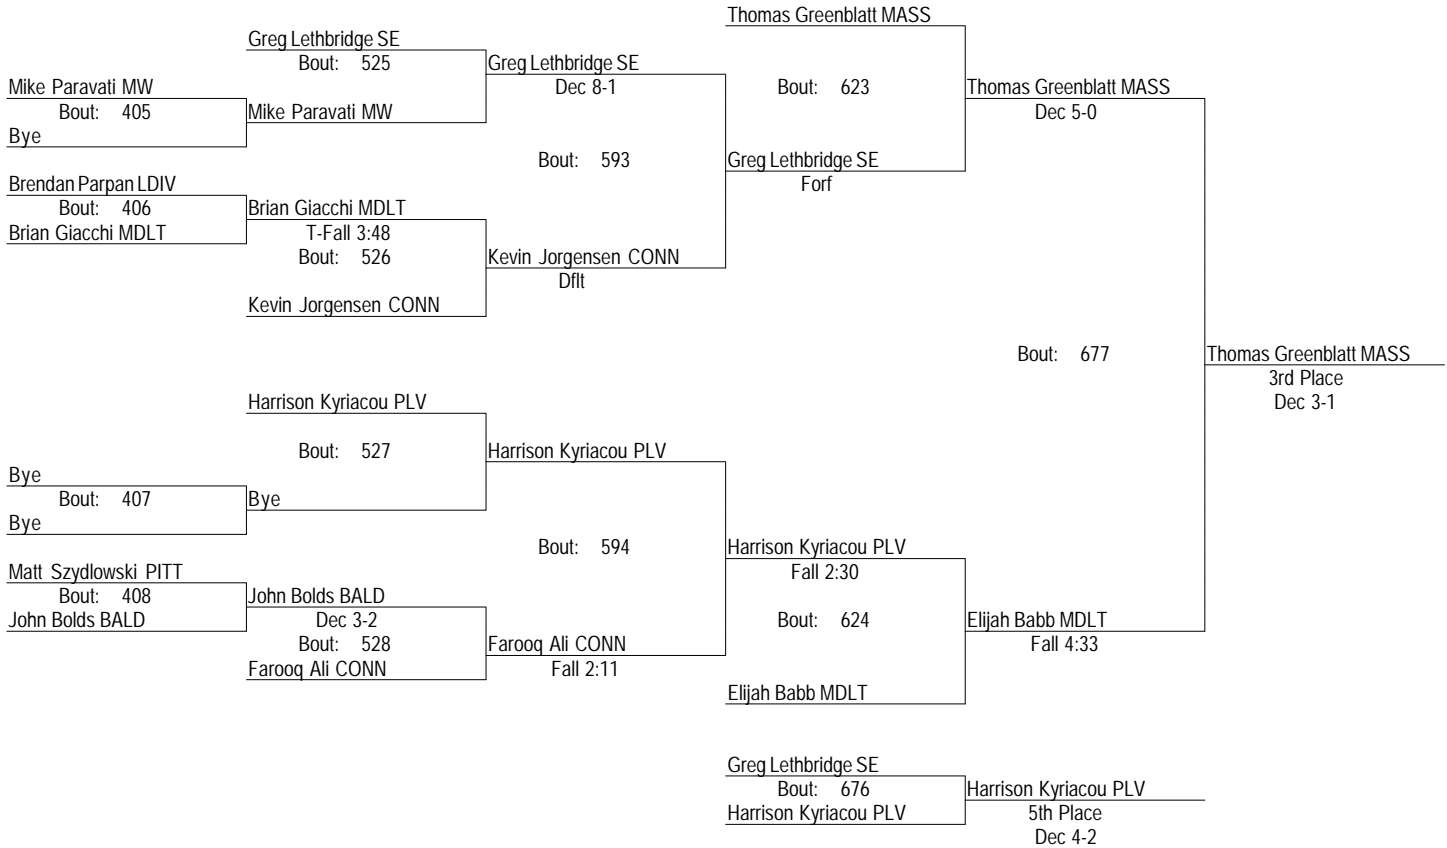 Thomas Greenblatt MASS
Greg Lethbridge SE
Bout: 525
Greg Lethbridge SE
Dec 8-1
Mike Paravati MW
Bout: 405
Mike Paravati MW
Bye
Bout: 623
Thomas Greenblatt MASS
Dec 5-0
Bout: 593
Greg Lethbridge SE
Forf
Brendan Parpan LDIV
Bout: 406
Brian Giacchi MDLT
Brian Giacchi MDLT
T-Fall 3:48
Bout: 526
Kevin Jorgensen CONN
Dflt
Kevin Jorgensen CONN
Bout: 677
Thomas Greenblatt MASS
3rd Place
Dec 3-1
Harrison Kyriacou PLV
Bout: 527
Harrison Kyriacou PLV
Bye
Bout: 407
Bye
Bye
Bout: 594
Harrison Kyriacou PLV
Fall 2:30
Matt Szydlowski PITT
Bout: 408
John Bolds BALD
John Bolds BALD
Dec 3-2
Bout: 528
Farooq Ali CONN
Farooq Ali CONN
Fall 2:11
Bout: 624
Elijah Babb MDLT
Fall 4:33
Elijah Babb MDLT
Greg Lethbridge SE
Bout: 676
Harrison Kyriacou PLV
Harrison Kyriacou PLV
5th Place
Dec 4-2